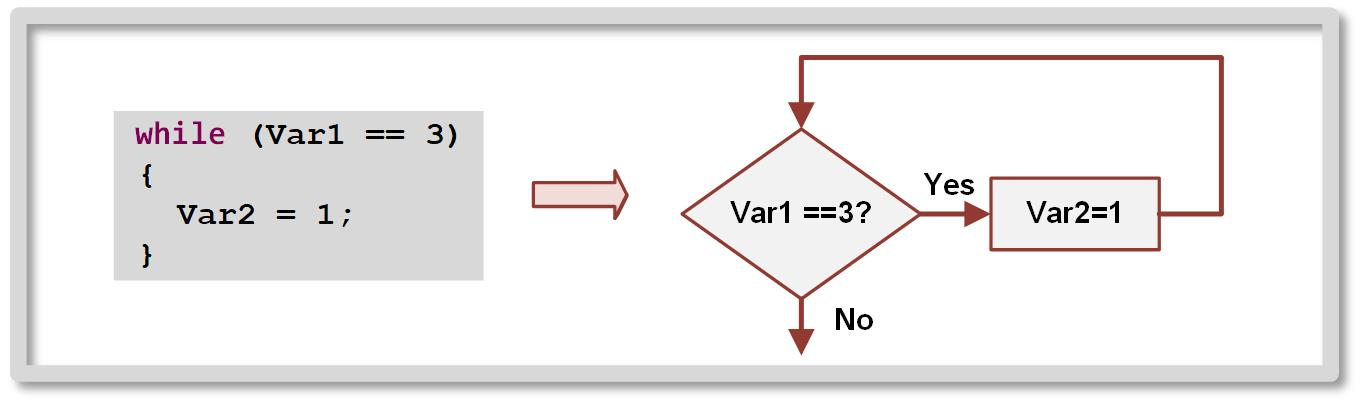 while (Var1 == 3)
{
Var2 = 1;
}
Var1 ==3?
Yes
Var2=1
No